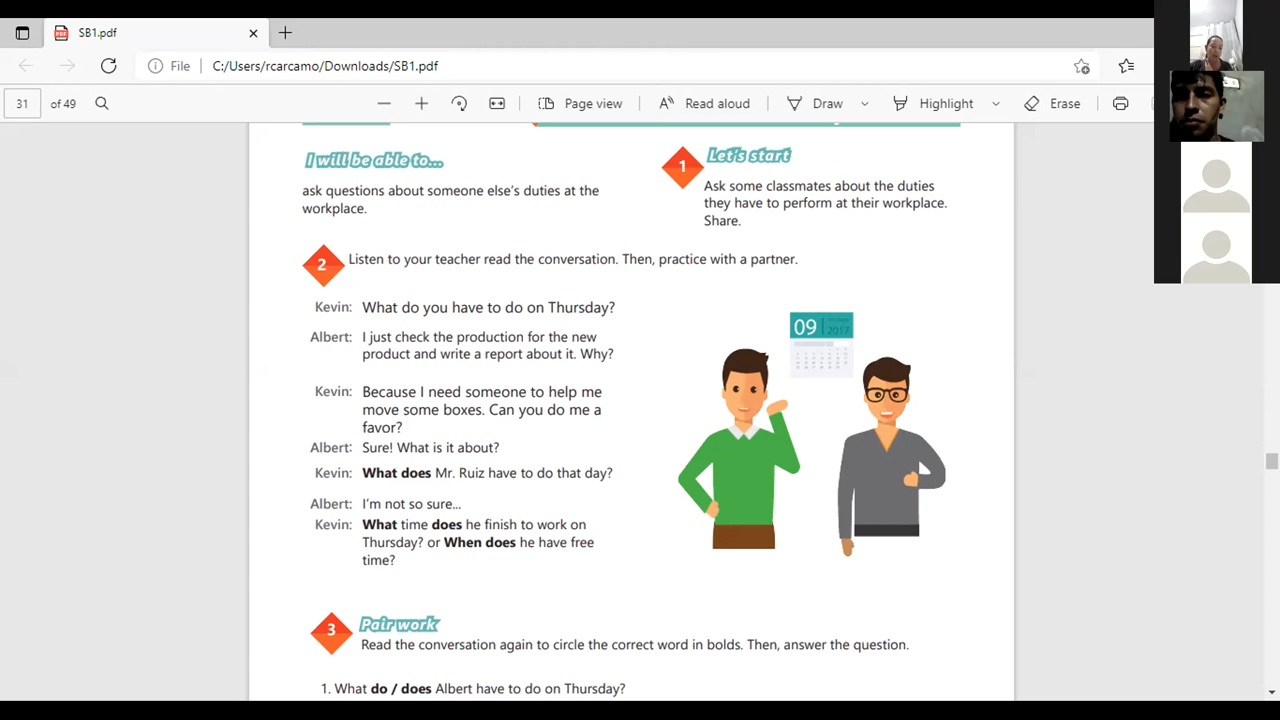 SB1.pdf
File
C:/Users/rcarcamo/Downloads/SB1.pdf
31
of 49
Page view
Read aloud
Draw
Highlight
Erase
I will be able to...
ask questions about someone else's duties at the
workplace.
1
Let's start
Ask some classmates about the duties
they have to perform at their workplace.
Share.
2
Listen to your teacher read the conversation. Then, practice with a partner.
Kevin: What do you have to do on Thursday?
Albert: I just check the production for the new
product and write a report about it. Why?
Kevin: Because I need someone to help me
move some boxes. Can you do me a
favor?
Albert: Sure! What is it about?
Kevin: What does Mr. Ruiz have to do that day?
Albert: I'm not so sure...
Kevin: What time does he finish to work on
Thursday? or When does he have free
time?
09
2017
3
Pair work
Read the conversation again to circle the correct word in bolds. Then, answer the question.
1. What do / does Albert have to do on Thursday?